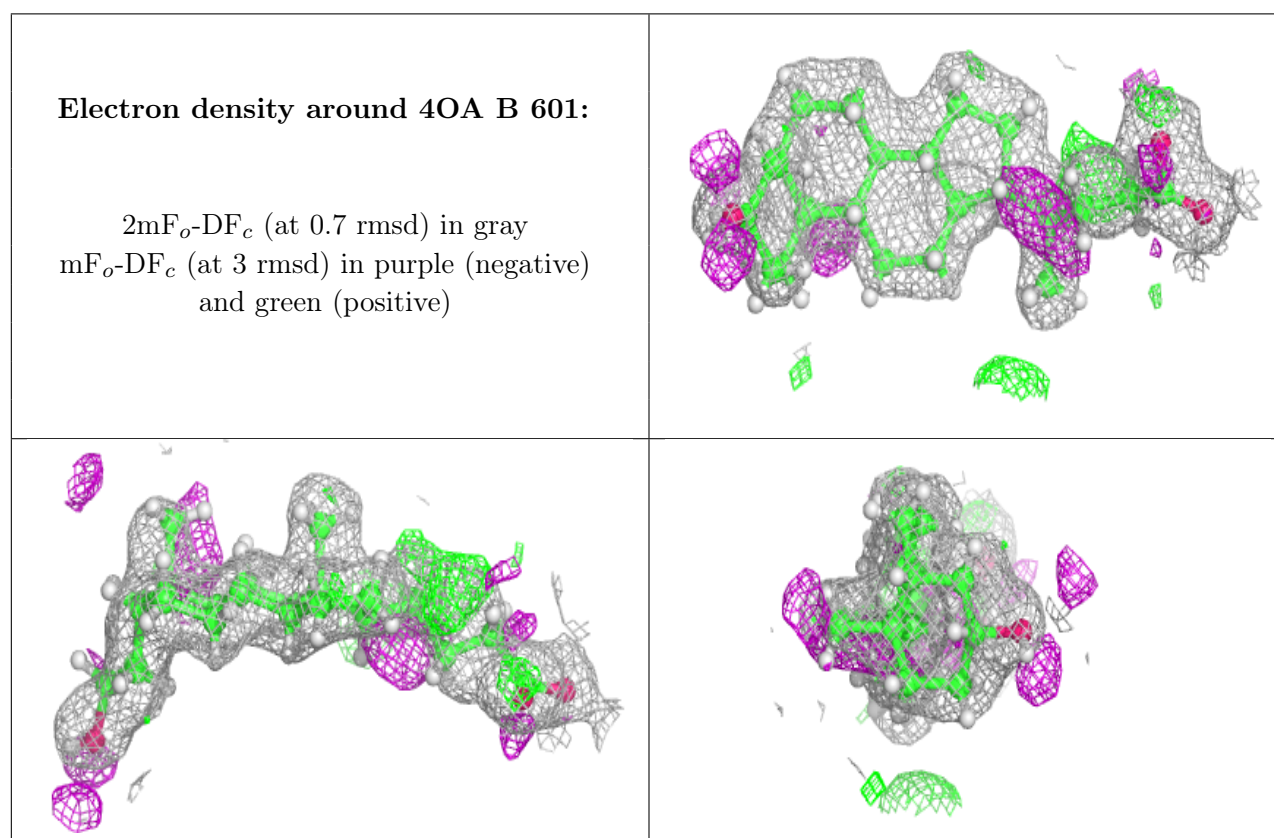 Electron density around 4OA B 601:
2mFo-DFc (at 0.7 rmsd) in gray
mFo-DFc (at 3 rmsd) in purple (negative)
and green (positive)